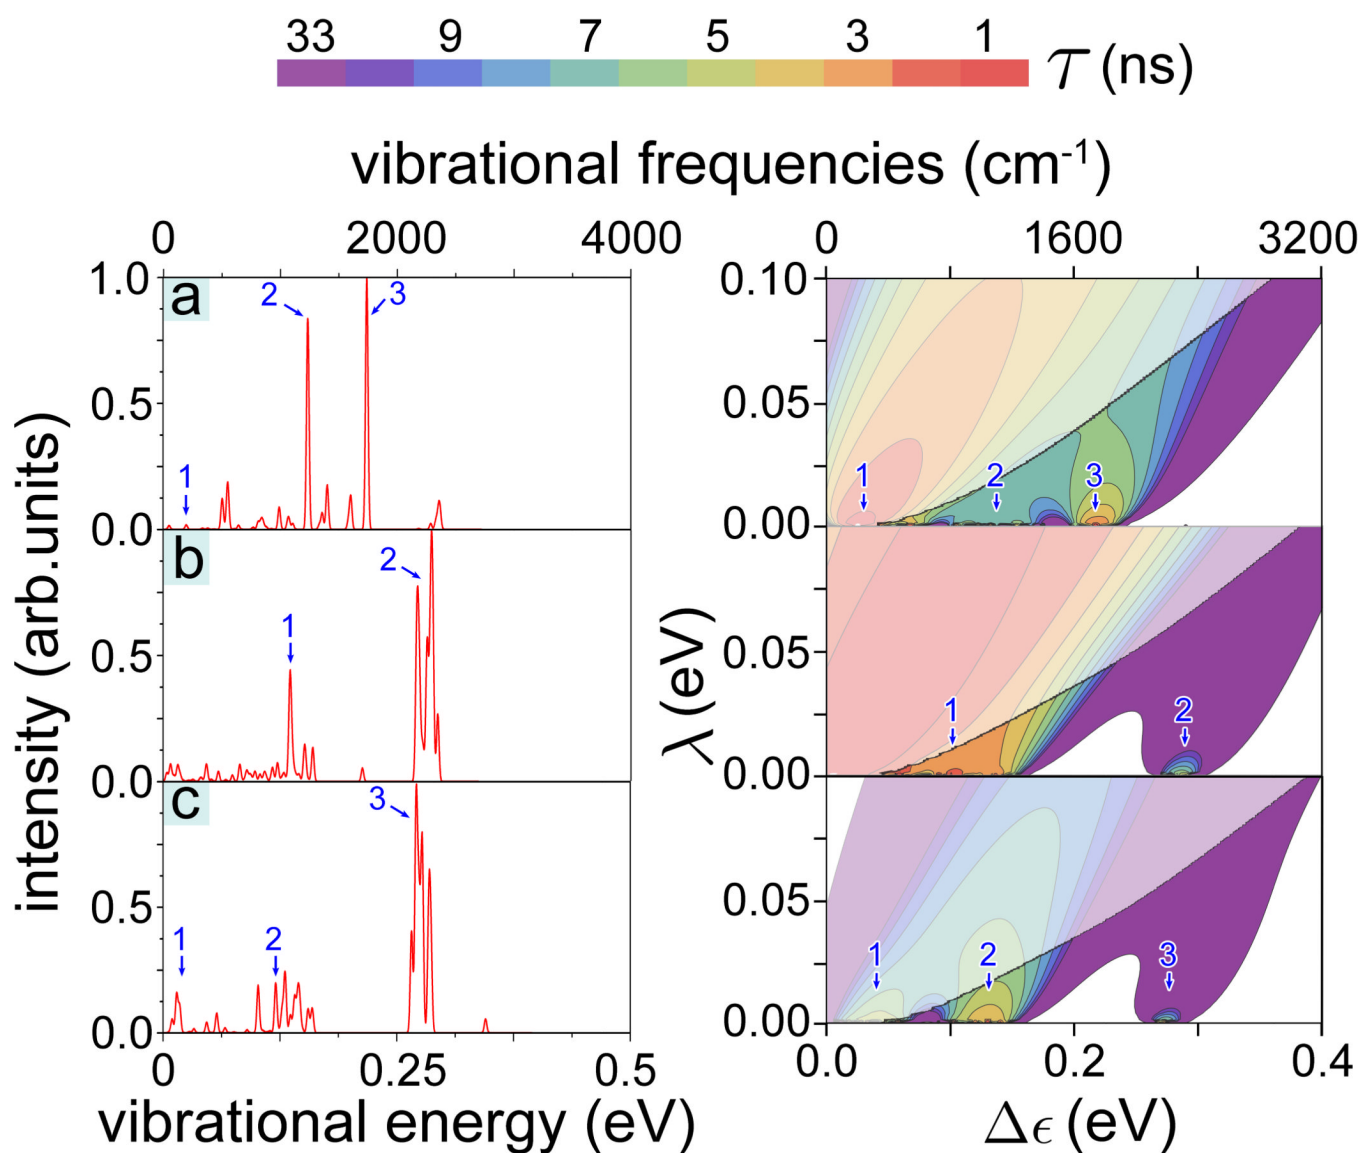 33 9 7 5 3 1 τ (ns)
vibrational frequencies (cm-1)
0 2000 4000 0 1600 3200
1.0 a 2 3 0.10
0.5 0.05
1 1 2 3
0.0 0.00
b 2
0.5 1 0.05
1 2
0.0 0.00
c 3
0.5 0.05
1 2 1 2 3
0.0 0.00
0 0.25 0.5 0.0 0.2 0.4
vibrational energy (eV) Δϵ (eV)
intensity (arb.units)
λ (eV)